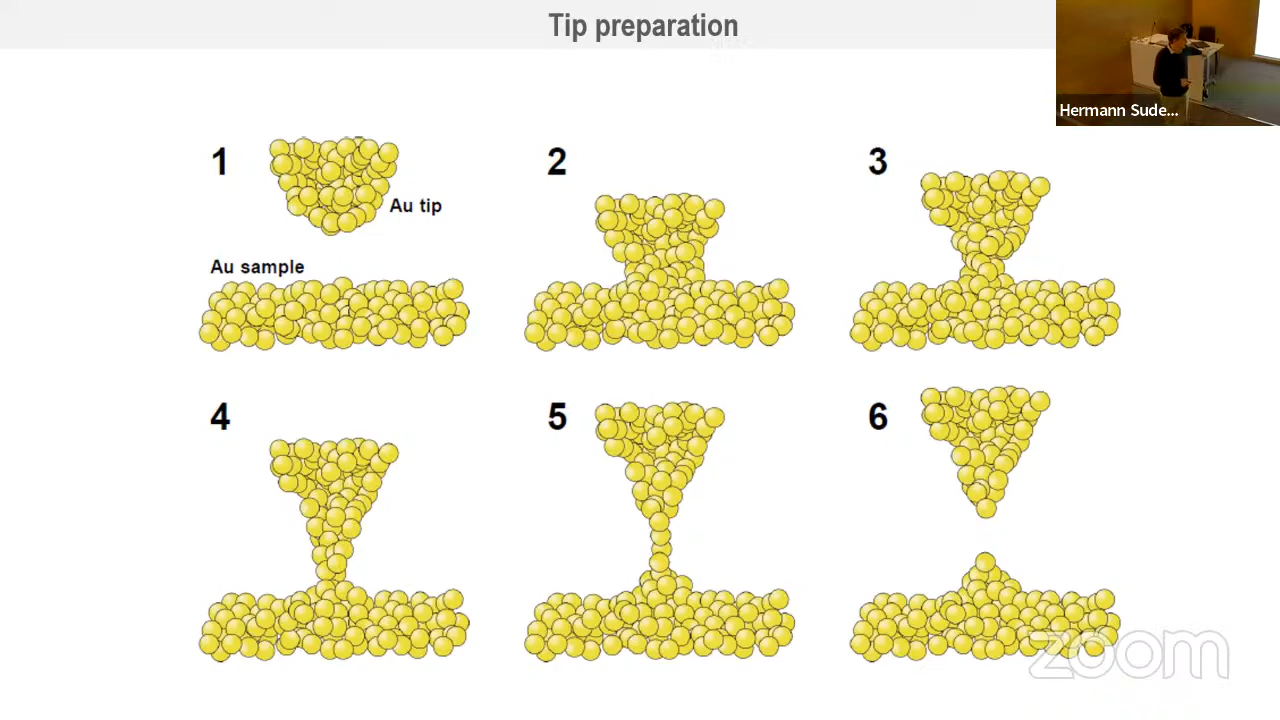 Tip preparation
Hermann Sude...
1
Au tip
Au sample
2
3
4
5
6
zoom